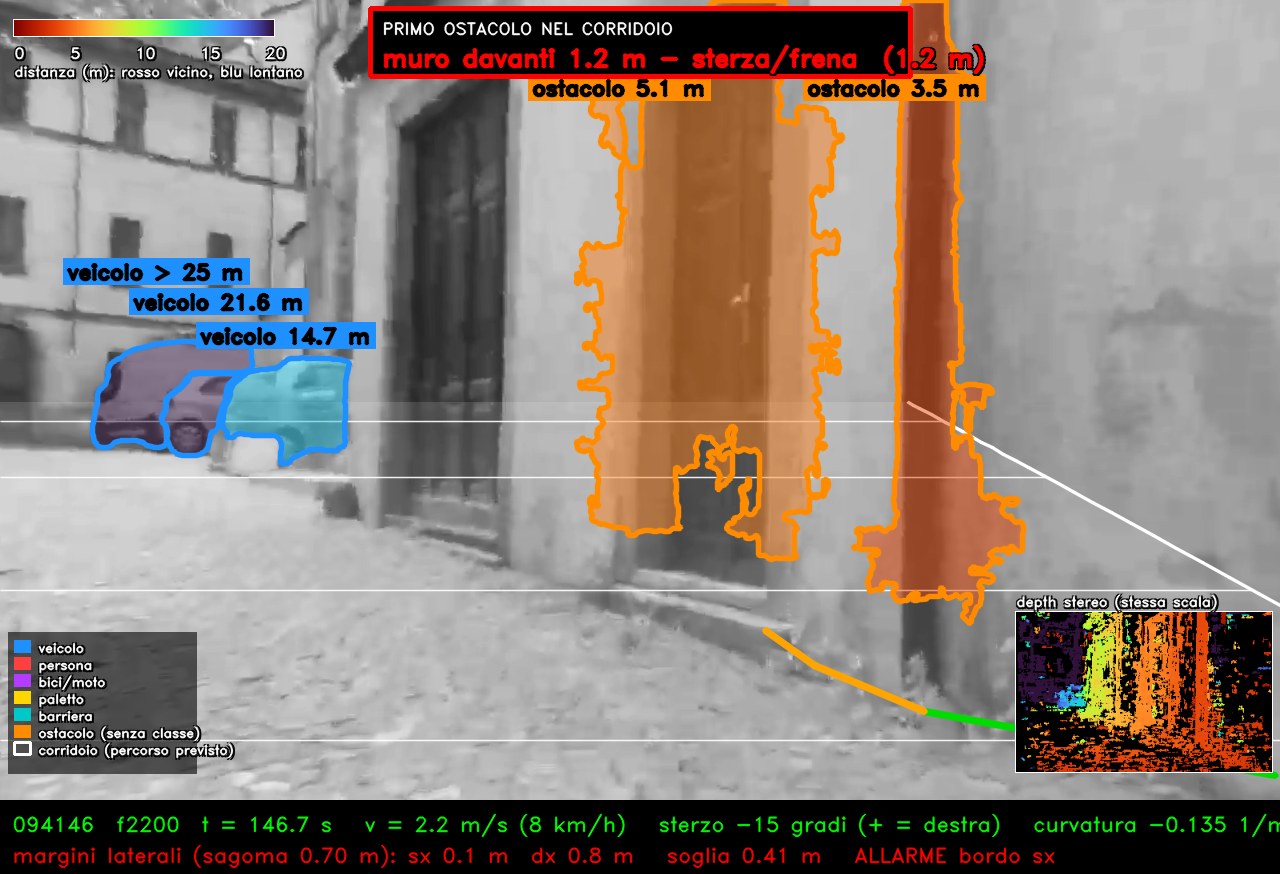 0 5 10 15 20
distanza (m): rosso vicino, blu lontano
PRIMO OSTACOLO NEL CORRIDOIO
muro davanti 1.2 m - sterza/frena (1.2 m)
ostacolo 5.1 m
ostacolo 3.5 m
veicolo > 25 m
veicolo 21.6 m
veicolo 14.7 m
depth stereo (stessa scala)
veicolo
persona
bici/moto
paletto
barriera
ostacolo (senza classe)
corridoio (percorso previsto)
094146 f2200 t = 146.7 s v = 2.2 m/s (8 km/h) sterzo -15 gradi (+ = destra) curvatura -0.135 1/m
margini laterali (sagoma 0.70 m): sx 0.1 m dx 0.8 m soglia 0.41 m ALLARME bordo sx